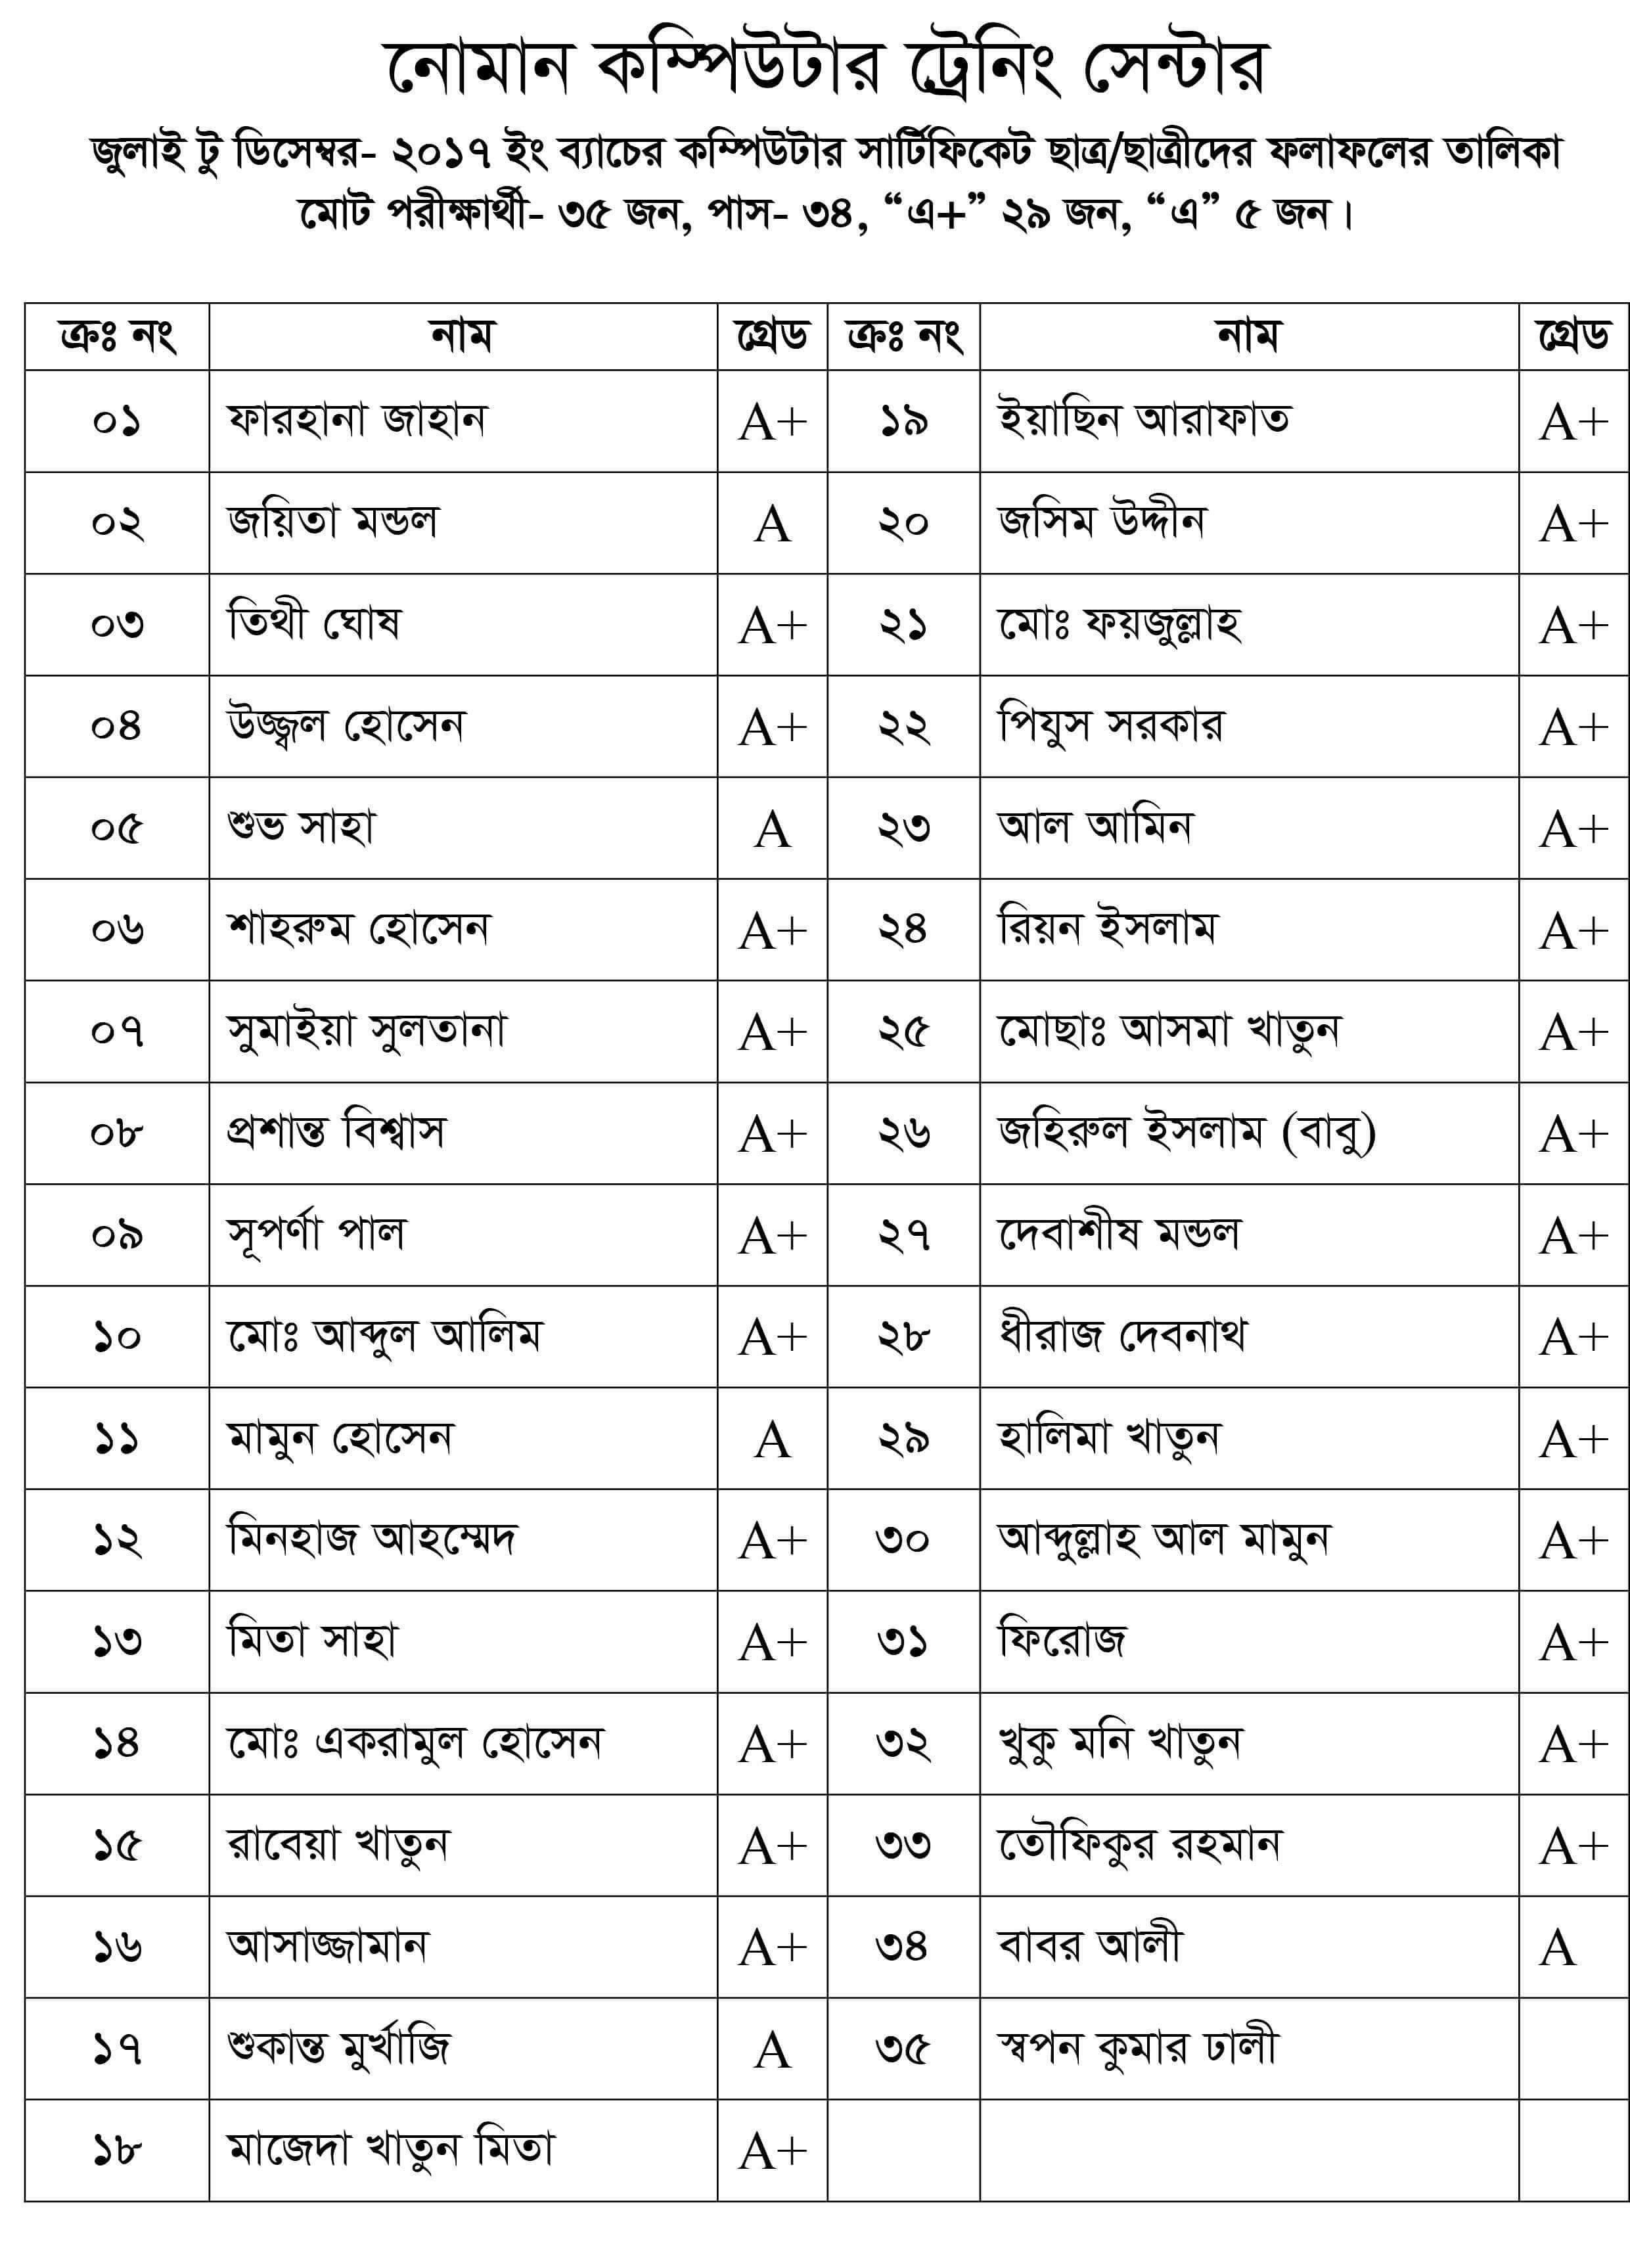 নোমান কম্পিউটার ট্রেনিং সেন্টার
জুলাই টু ডিসেম্বর- ২০১৭ ইং ব্যাচের কম্পিউটার সার্টিফিকেট ছাত্র/ছাত্রীদের ফলাফলের তালিকা
মোট পরীক্ষার্থী- ৩৫ জন, পাস- ৩৪, “এ+” ২৯ জন, “এ” ৫ জন।
ক্রঃ নং নাম গ্রেড ক্রঃ নং নাম গ্রেড
০১ ফারহানা জাহান A+ ১৯ ইয়াছিন আরাফাত A+
০২ জয়িতা মন্ডল A ২০ জসিম উদ্দীন A+
০৩ তিথী ঘোষ A+ ২১ মোঃ ফয়জুল্লাহ A+
০৪ উজ্জ্বল হোসেন A+ ২২ পিযুস সরকার A+
০৫ শুভ সাহা A ২৩ আল আমিন A+
০৬ শাহরুম হোসেন A+ ২৪ রিয়ন ইসলাম A+
০৭ সুমাইয়া সুলতানা A+ ২৫ মোছাঃ আসমা খাতুন A+
০৮ প্রশান্ত বিশ্বাস A+ ২৬ জহিরুল ইসলাম (বাবু) A+
০৯ সূপর্ণা পাল A+ ২৭ দেবাশীষ মন্ডল A+
১০ মোঃ আব্দুল আলিম A+ ২৮ ধীরাজ দেবনাথ A+
১১ মামুন হোসেন A ২৯ হালিমা খাতুন A+
১২ মিনহাজ আহম্মেদ A+ ৩০ আব্দুল্লাহ আল মামুন A+
১৩ মিতা সাহা A+ ৩১ ফিরোজ A+
১৪ মোঃ একরামুল হোসেন A+ ৩২ খুকু মনি খাতুন A+
১৫ রাবেয়া খাতুন A+ ৩৩ তৌফিকুর রহমান A+
১৬ আসাজ্জামান A+ ৩৪ বাবর আলী A
১৭ শুকান্ত মুর্খাজি A ৩৫ স্বপন কুমার ঢালী
১৮ মাজেদা খাতুন মিতা A+